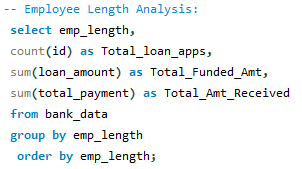 -- Employee Length Analysis:
select emp_length,
count(id) as Total_loan_apps,
sum(loan_amount) as Total_Funded_Amt,
sum(total_payment) as Total_Amt_Received
from bank_data
group by emp_length
order by emp_length;